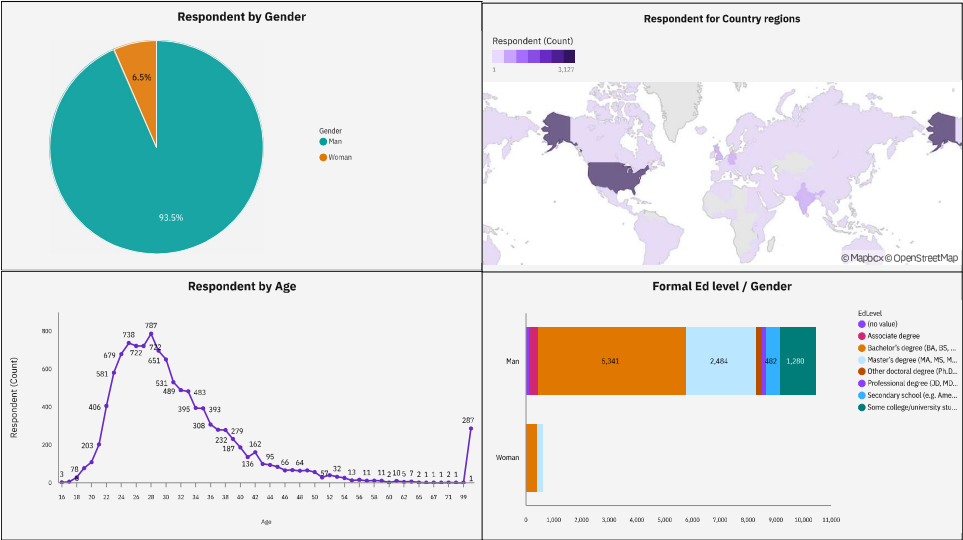 Respondent by Gender
6.5%
93.5%
Gender
Man
Woman
Respondent for Country regions
Respondent (Count)
1 3,127
© Mapbox © OpenStreetMap
Respondent by Age
Respondent (Count)
800
600
400
200
0
3 78 203 406 581 679 738 722 787 651 531 489 483 395 393 308 279 232 187 162 136 95 66 64 57 32 13 11 11 2 10 5 7 2 1 1 1 2 1 287 1
16 18 20 22 24 26 28 30 32 34 36 38 40 42 44 46 48 50 52 54 56 58 60 62 65 67 71 99
Age
Formal Ed level / Gender
Man
5,341 2,484 482 1,280
Woman
0 1,000 2,000 3,000 4,000 5,000 6,000 7,000 8,000 9,000 10,000 11,000
EdLevel
(no value)
Associate degree
Bachelor's degree (BA, BS, ...
Master's degree (MA, MS, M...
Other doctoral degree (Ph.D...
Professional degree (JD, MD...
Secondary school (e.g. Ame...
Some college/university stu...